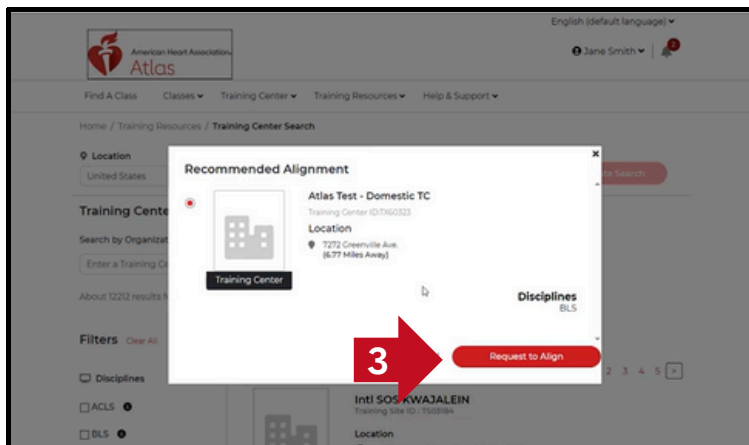 English (default language)
American Heart Association
Atlas
Jane Smith
2
Find A Class Classes Training Center Training Resources Help & Support
Home / Training Resources / Training Center Search
Location
United States
Search
Recommended Alignment
×
Atlas Test - Domestic TC
Training Center ID:TX60323
Location
7272 Greenville Ave.
(6.77 Miles Away)
Training Center
Disciplines
BLS
3
Request to Align
Training Cente
Search by Organizat
Enter a Training Ce
About 12212 results
Filters Clear All
2 3 4 5 >
Disciplines
ACLS
BLS
Intl SOS KWAJALEIN
Training Site ID : TS03184
Location